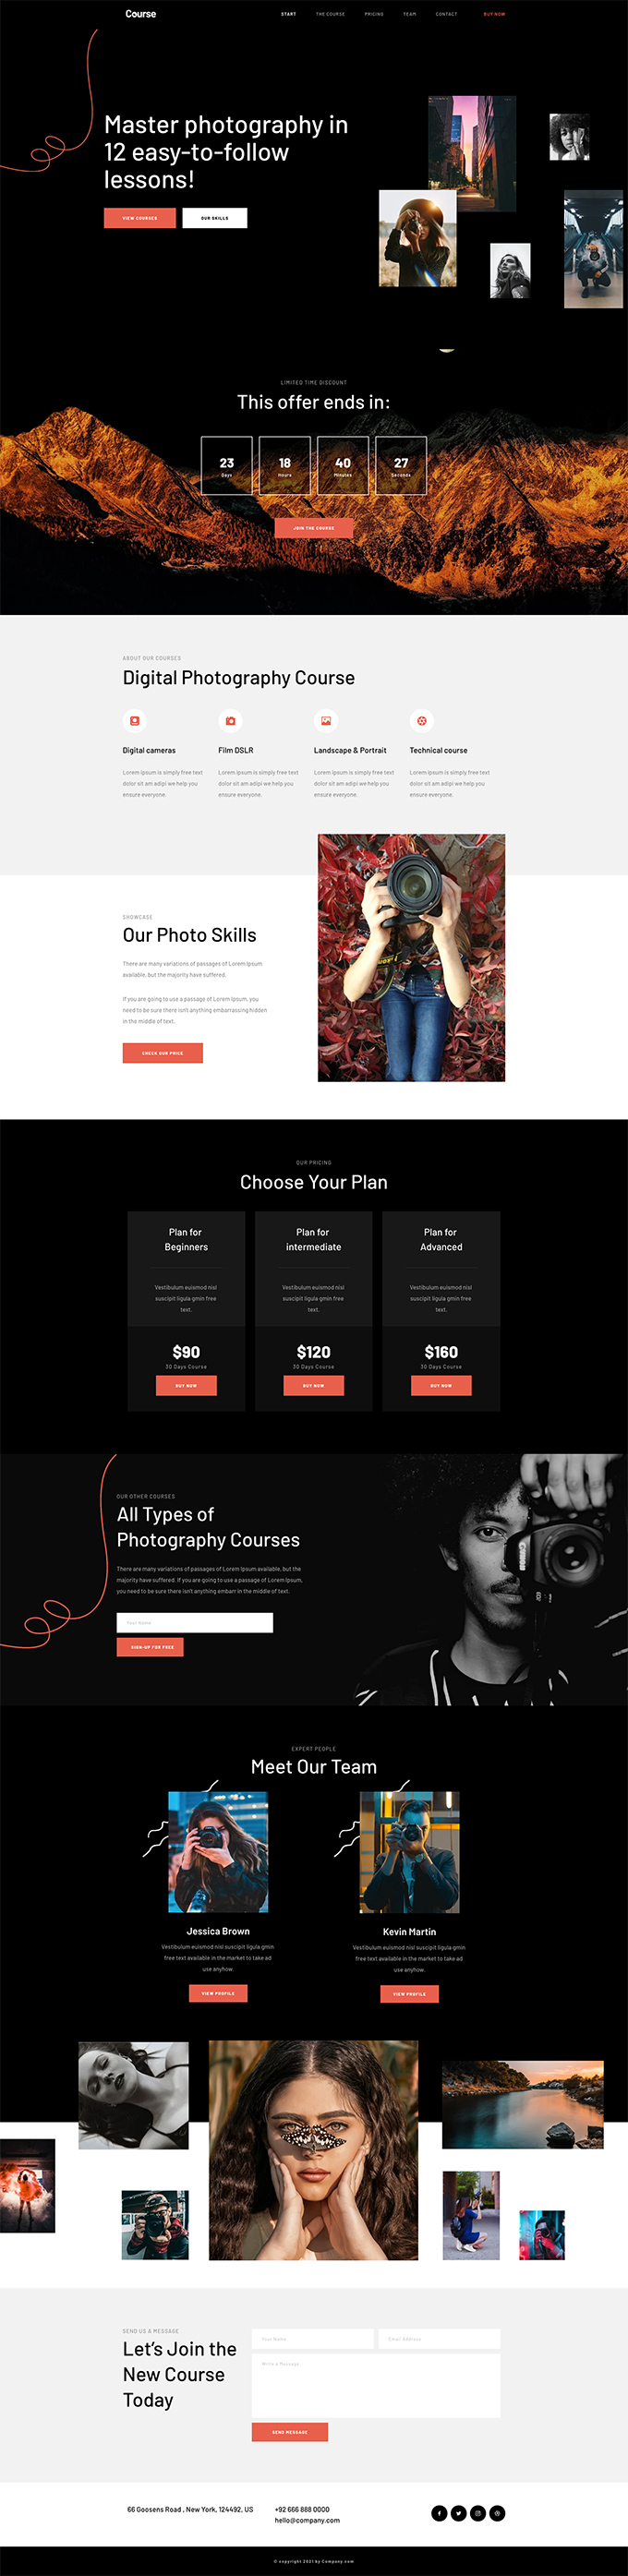 Course
START THE COURSE PRICING TEAM CONTACT BUY NOW
Master photography in
12 easy-to-follow
lessons!
VIEW COURSES OUR SKILLS
LIMITED TIME DISCOUNT
This offer ends in:
23 18 40 27
Days Hours Minutes Seconds
JOIN THE COURSE
ABOUT OUR COURSES
Digital Photography Course
Digital cameras
Lorem Ipsum is simply free text
dolor sit am adipi we help you
ensure everyone.
Film DSLR
Lorem Ipsum is simply free text
dolor sit am adipi we help you
ensure everyone.
Landscape & Portrait
Lorem Ipsum is simply free text
dolor sit am adipi we help you
ensure everyone.
Technical course
Lorem Ipsum is simply free text
dolor sit am adipi we help you
ensure everyone.
SHOWCASE
Our Photo Skills
There are many variations of passages of Lorem Ipsum
available, but the majority have suffered.
If you are going to use a passage of Lorem Ipsum, you
need to be sure there isn't anything embarrassing hidden
in the middle of text.
CHECK OUR PRICE
OUR PRICING
Choose Your Plan
Plan for
Beginners
Vestibulum euismod nisl
suscipit ligula gmin free
text.
$90
30 Days Course
BUY NOW
Plan for
intermediate
Vestibulum euismod nisl
suscipit ligula gmin free
text.
$120
30 Days Course
BUY NOW
Plan for
Advanced
Vestibulum euismod nisl
suscipit ligula gmin free
text.
$160
30 Days Course
BUY NOW
OUR OTHER COURSES
All Types of
Photography Courses
There are many variations of passages of Lorem Ipsum available, but the
majority have suffered. If you are going to use a passage of Lorem Ipsum,
you need to be sure there isn't anything embarr in the middle of text.
Your Name
SIGN-UP FOR FREE
CANON
EXPERT PEOPLE
Meet Our Team
Jessica Brown
Vestibulum euismod nisl suscipit ligula gmin
free text available in the market to take ad
use anyhow.
VIEW PROFILE
Kevin Martin
Vestibulum euismod nisl suscipit ligula gmin
free text available in the market to take ad
use anyhow.
VIEW PROFILE
SEND US A MESSAGE
Let's Join the
New Course
Today
Your Name Email Address
Write a Message
SEND MESSAGE
66 Goosens Road , New York, 124492, US
+92 666 888 0000
hello@company.com
© copyright 2021 by Company.com